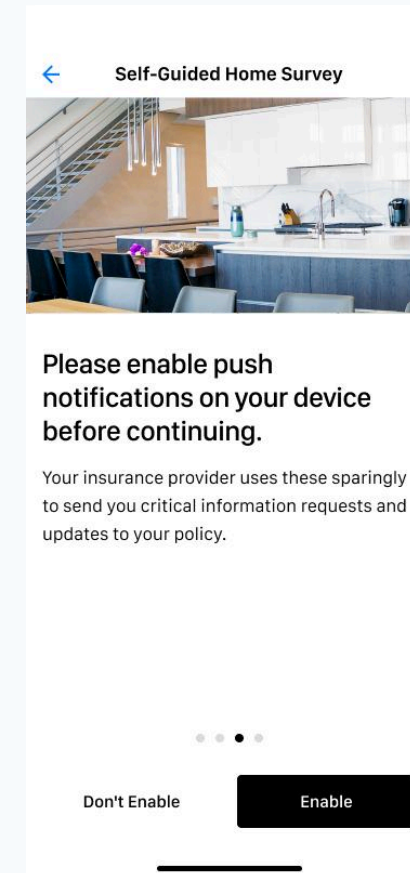 Self-Guided Home Survey
Please enable push
notifications on your device
before continuing.
Your insurance provider uses these sparingly
to send you critical information requests and
updates to your policy.
Don't Enable
Enable